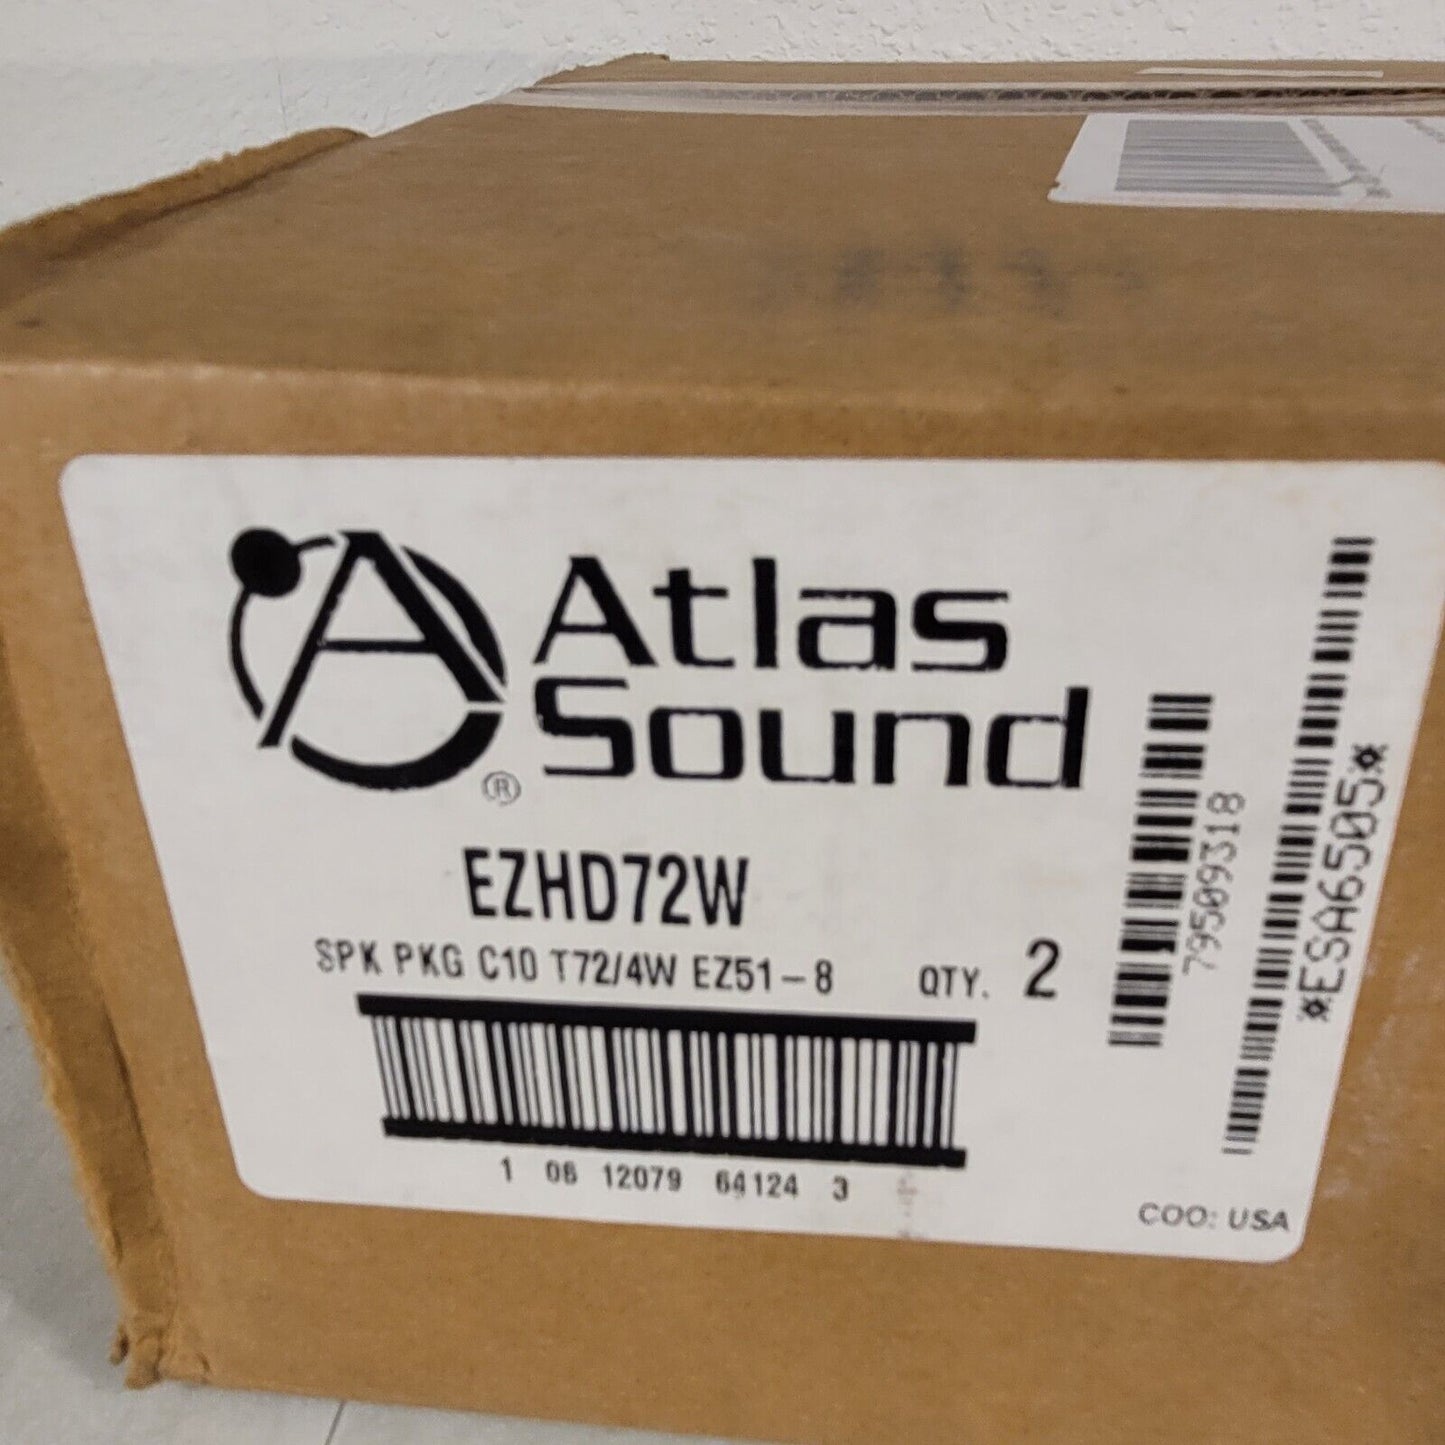 Atlas
Sound
®
EZHD72W
SPK PKG C10 T72/4W EZ51-8 QTY. 2
1 06 12079 64124 3
795093318
*ESA6505*
COO: USA